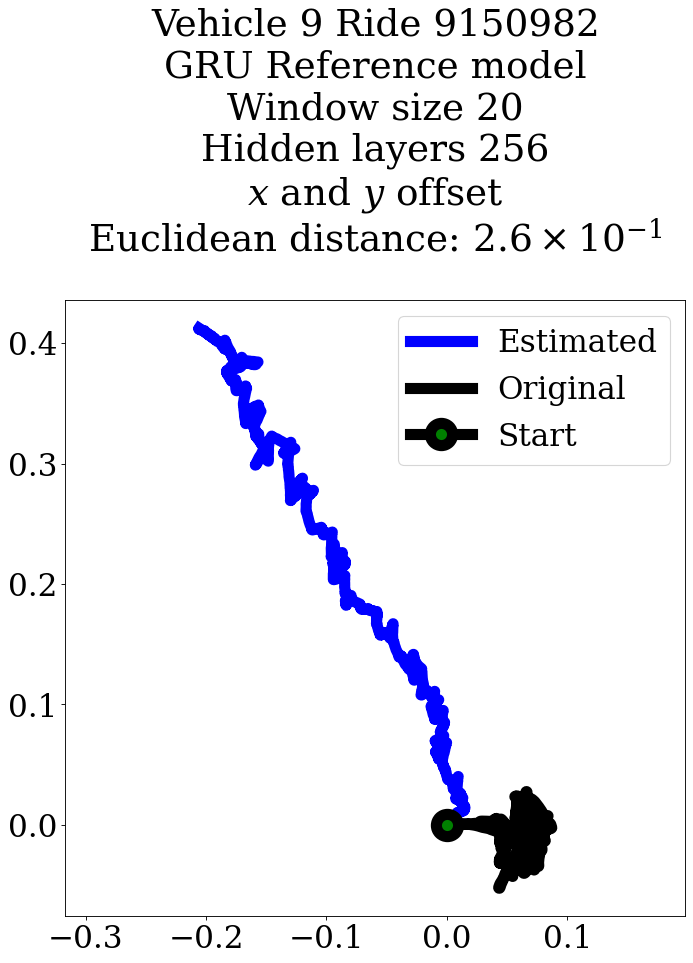 Vehicle 9 Ride 9150982
GRU Reference model
Window size 20
Hidden layers 256
x and y offset
Euclidean distance: 2.6 × 10⁻¹
Estimated
Original
Start
0.4
0.3
0.2
0.1
0.0
−0.3 −0.2 −0.1 0.0 0.1